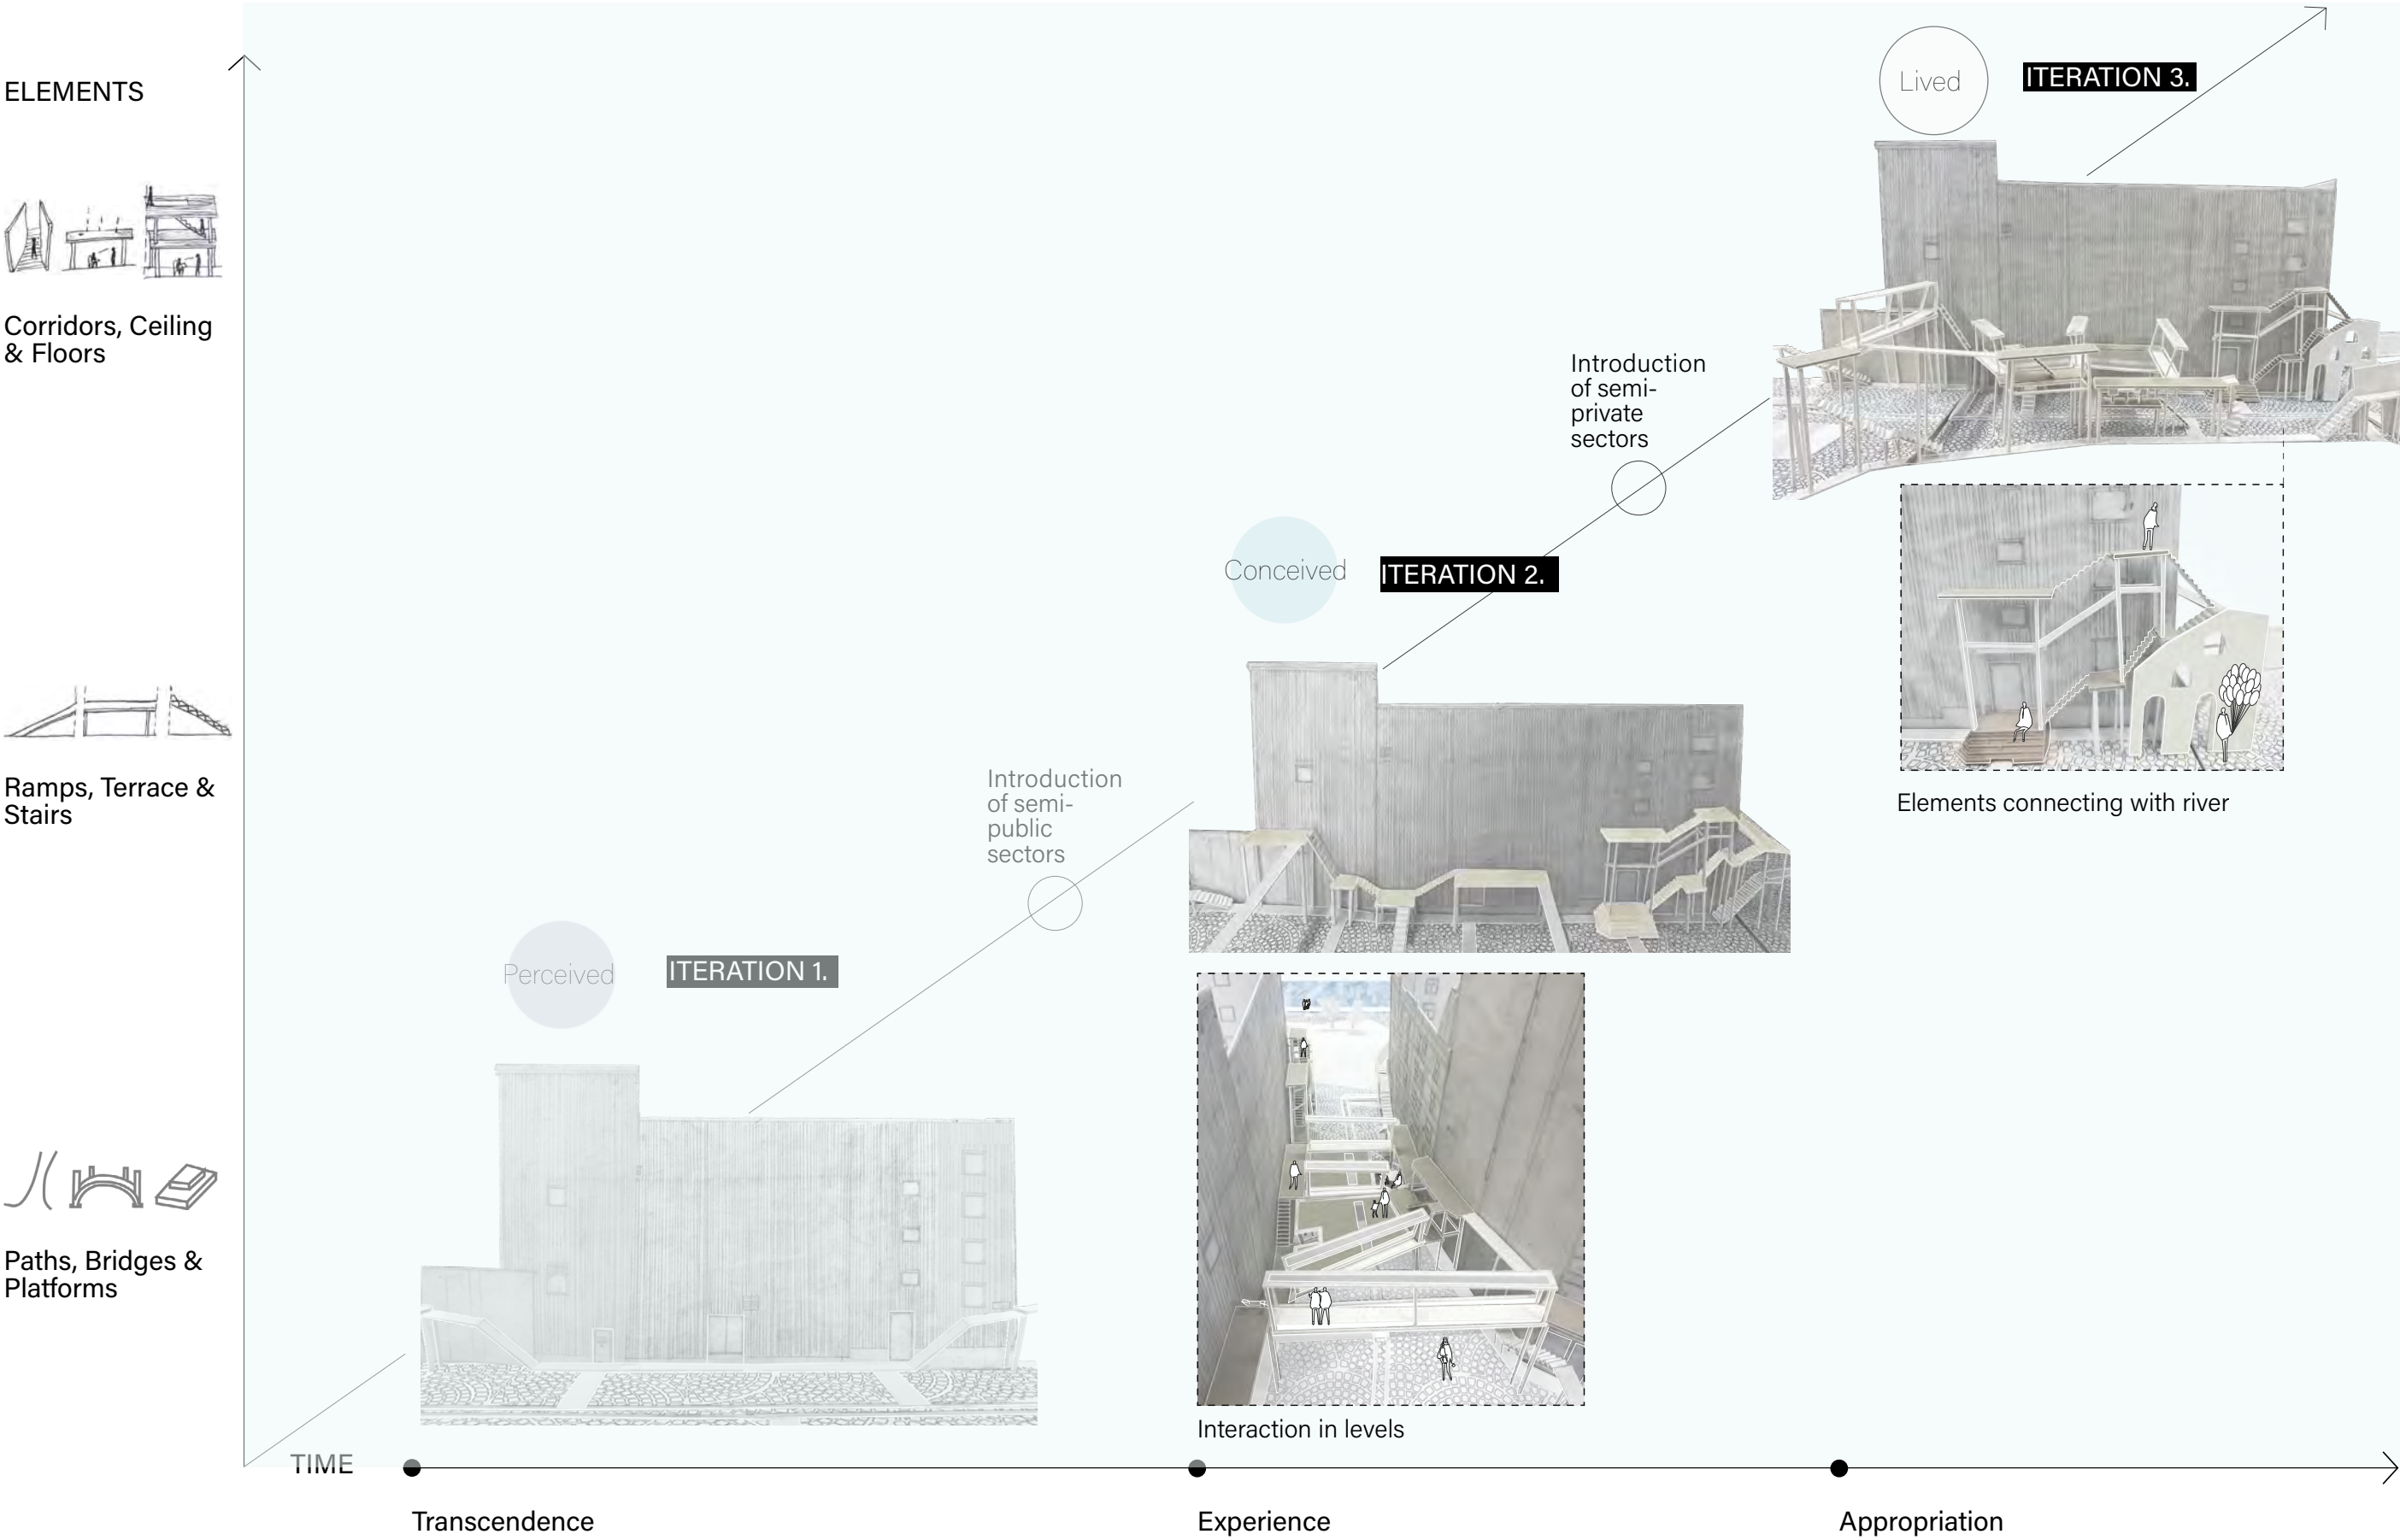 ELEMENTS
Lived
ITERATION 3.
Corridors, Ceiling
& Floors
Introduction
of semi-
private
sectors
Conceived
ITERATION 2.
Elements connecting with river
Ramps, Terrace &
Stairs
Introduction
of semi-
public
sectors
Perceived
ITERATION 1.
Paths, Bridges &
Platforms
Interaction in levels
TIME
Transcendence
Experience
Appropriation